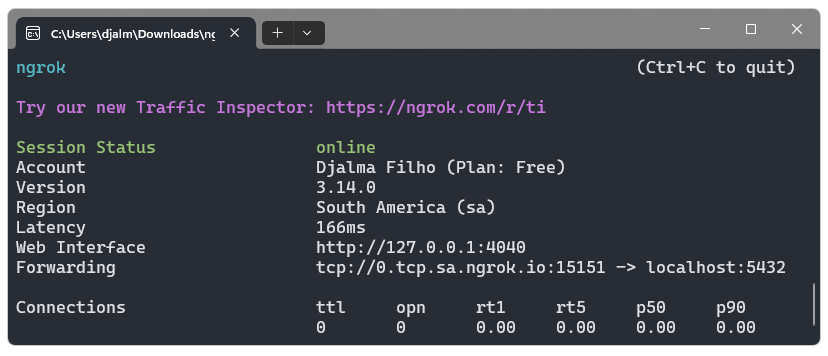 C:\Users\djalm\Downloads\ng
ngrok (Ctrl+C to quit)
Try our new Traffic Inspector: https://ngrok.com/r/ti
Session Status online
Account Djalma Filho (Plan: Free)
Version 3.14.0
Region South America (sa)
Latency 166ms
Web Interface http://127.0.0.1:4040
Forwarding tcp://0.tcp.sa.ngrok.io:15151 -> localhost:5432
Connections ttl opn rt1 rt5 p50 p90
0 0 0.00 0.00 0.00 0.00